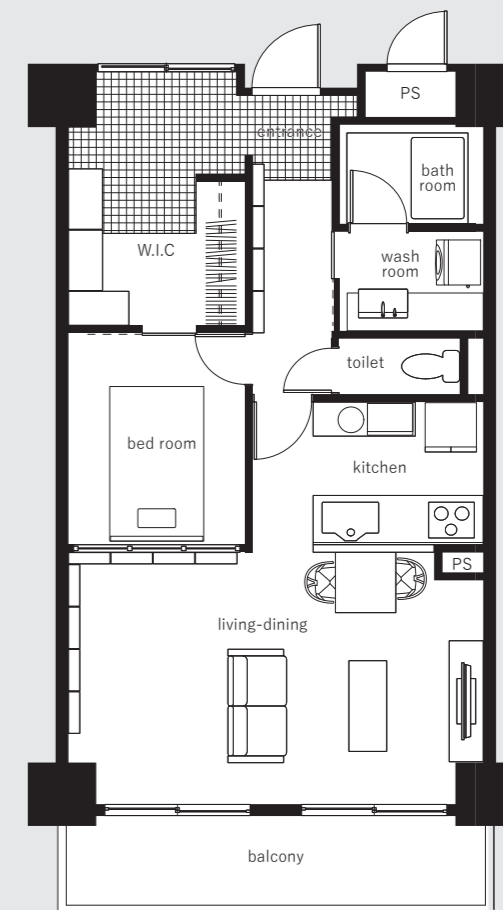 PS
entrance
bath
room
W.I.C
wash
room
toilet
bed room
kitchen
PS
living-dining
balcony